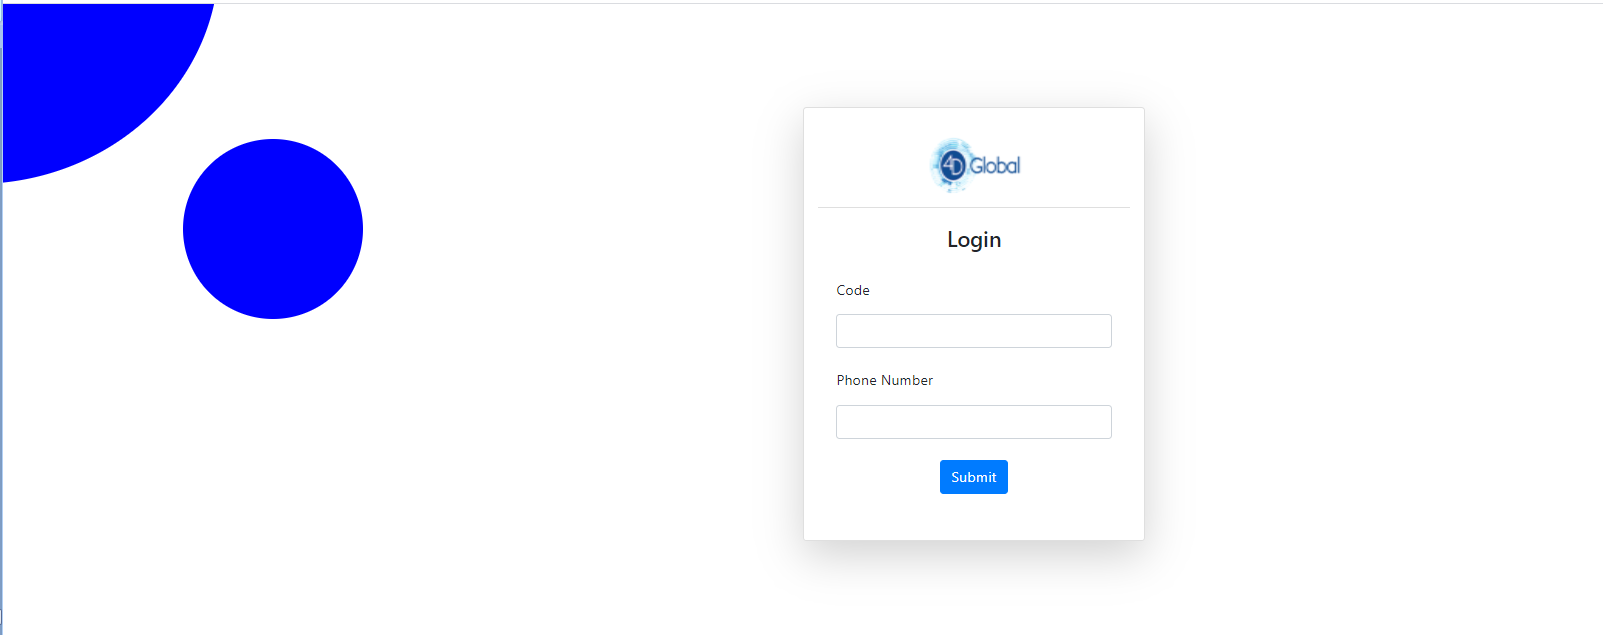 4D Global
Login
Code
Phone Number
Submit